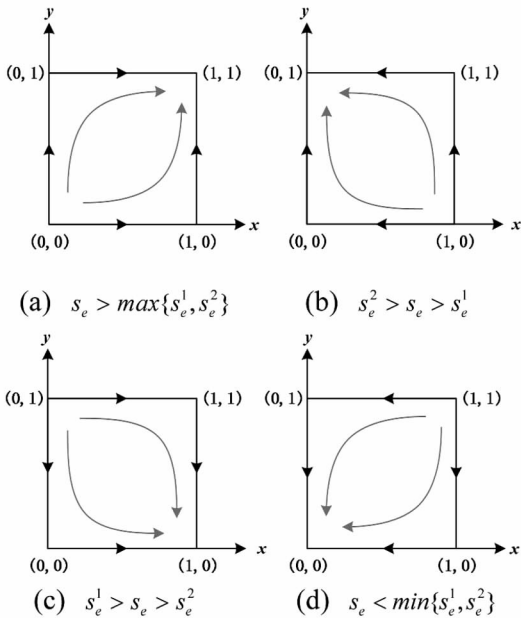 y y
(0, 1) (1, 1) (0, 1) (1, 1)
x x
(0, 0) (1, 0) (0, 0) (1, 0)
(a) s_e > max{s_e^1, s_e^2} (b) s_e^2 > s_e > s_e^1
y y
(0, 1) (1, 1) (0, 1) (1, 1)
x x
(0, 0) (1, 0) (0, 0) (1, 0)
(c) s_e^1 > s_e > s_e^2 (d) s_e < min{s_e^1, s_e^2}